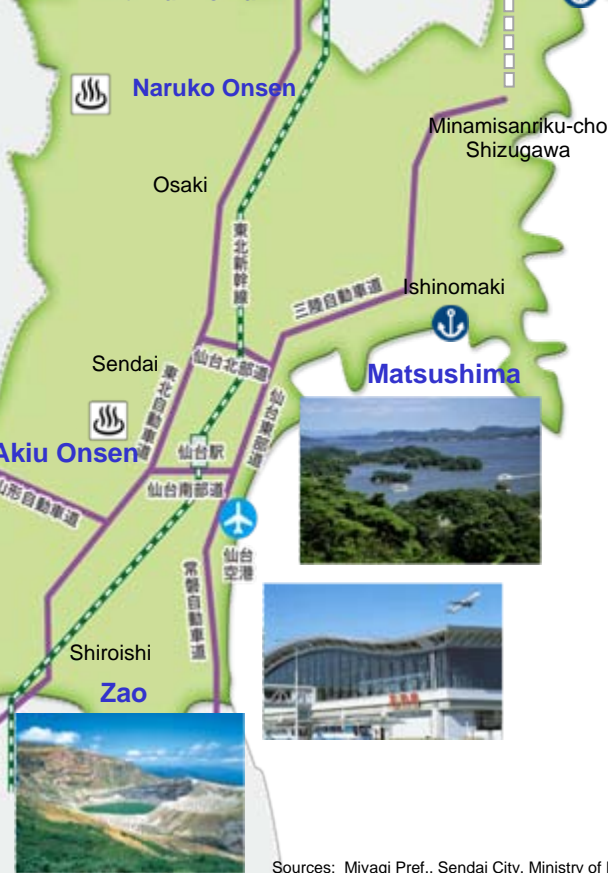 Naruko Onsen
Minamisanriku-cho
Shizugawa
Osaki
東北新幹線
三陸自動車道
Ishinomaki
仙台北部道
Sendai
東北自動車道
仙台東部道
Matsushima
Akiu Onsen
仙台駅
仙台南部道
山形自動車道
仙台
空港
常磐自動車道
Shiroishi
Zao
Sources: Miyagi Pref., Sendai City, Ministry of